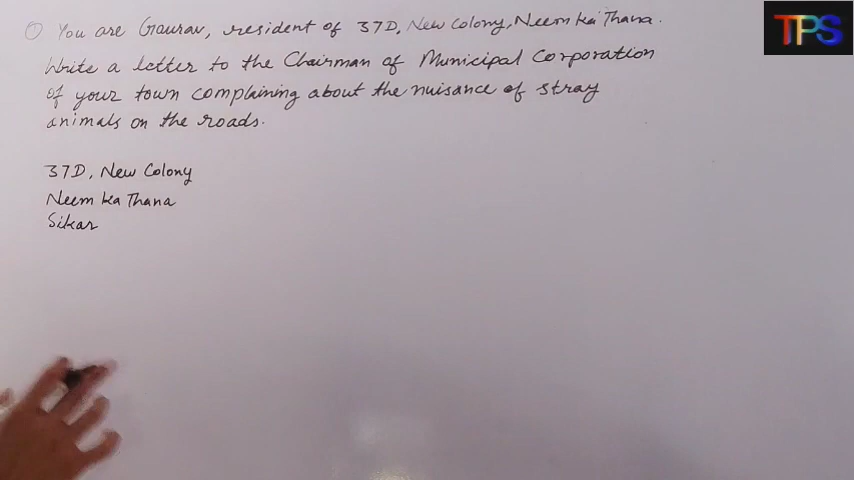 You are Gaurav, resident of 37D, New Colony, Neem ka Thana.
Write a letter to the Chairman of Municipal Corporation
of your town complaining about the nuisance of stray
animals on the roads.
37D, New Colony
Neem ka Thana
Sikar
TPS